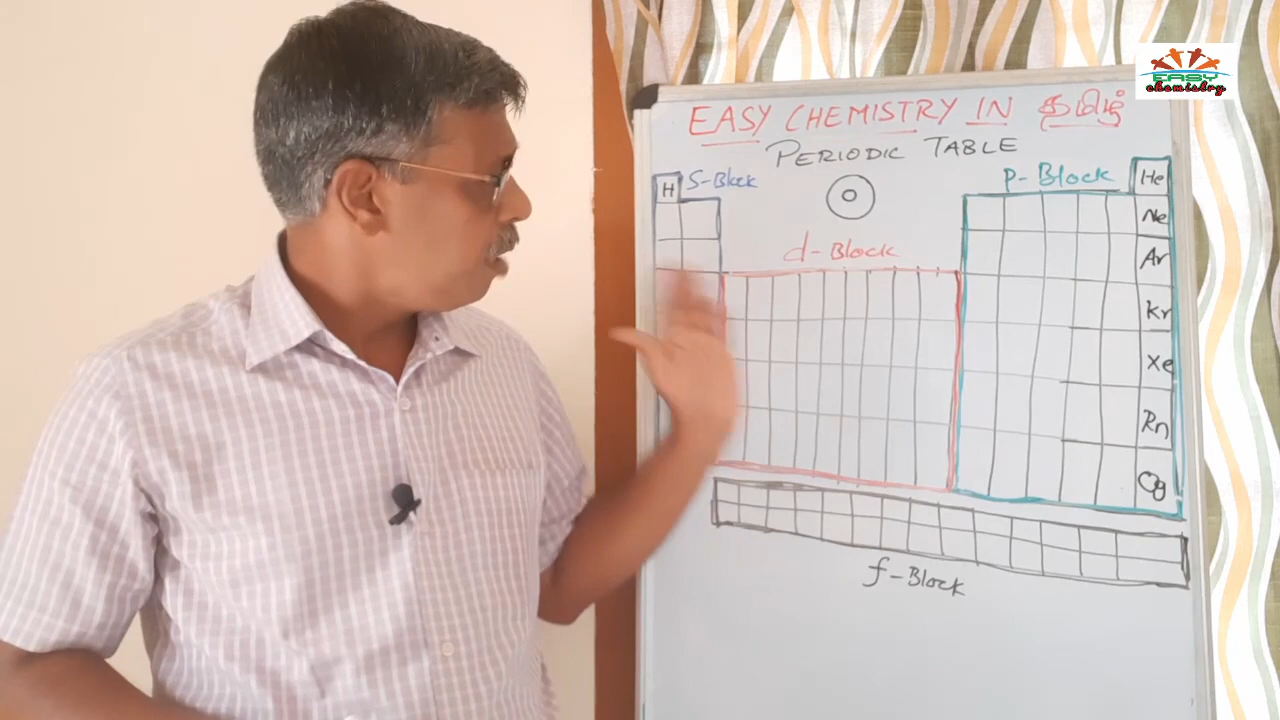 EASY chemistry
EASY CHEMISTRY IN தமிழ்
PERIODIC TABLE
H S-Block
p-Block He
Ne
d-Block Ar
Kr
Xe
Rn
Og
f-Block